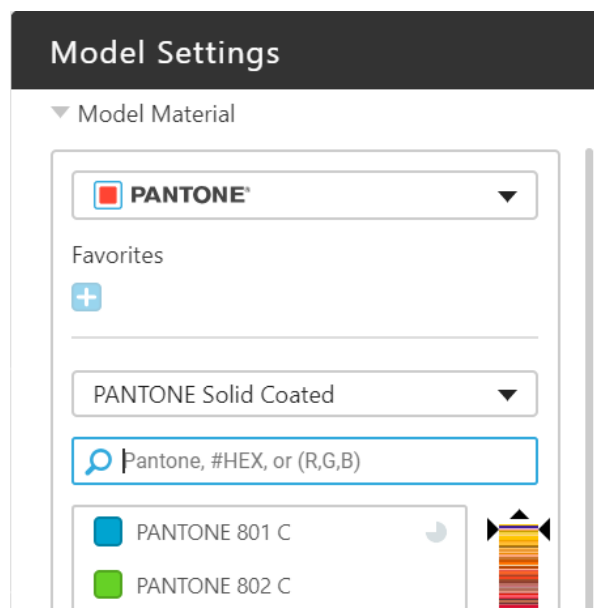 Model Settings
Model Material
PANTONE®
Favorites
PANTONE Solid Coated
Pantone, #HEX, or (R,G,B)
PANTONE 801 C
PANTONE 802 C